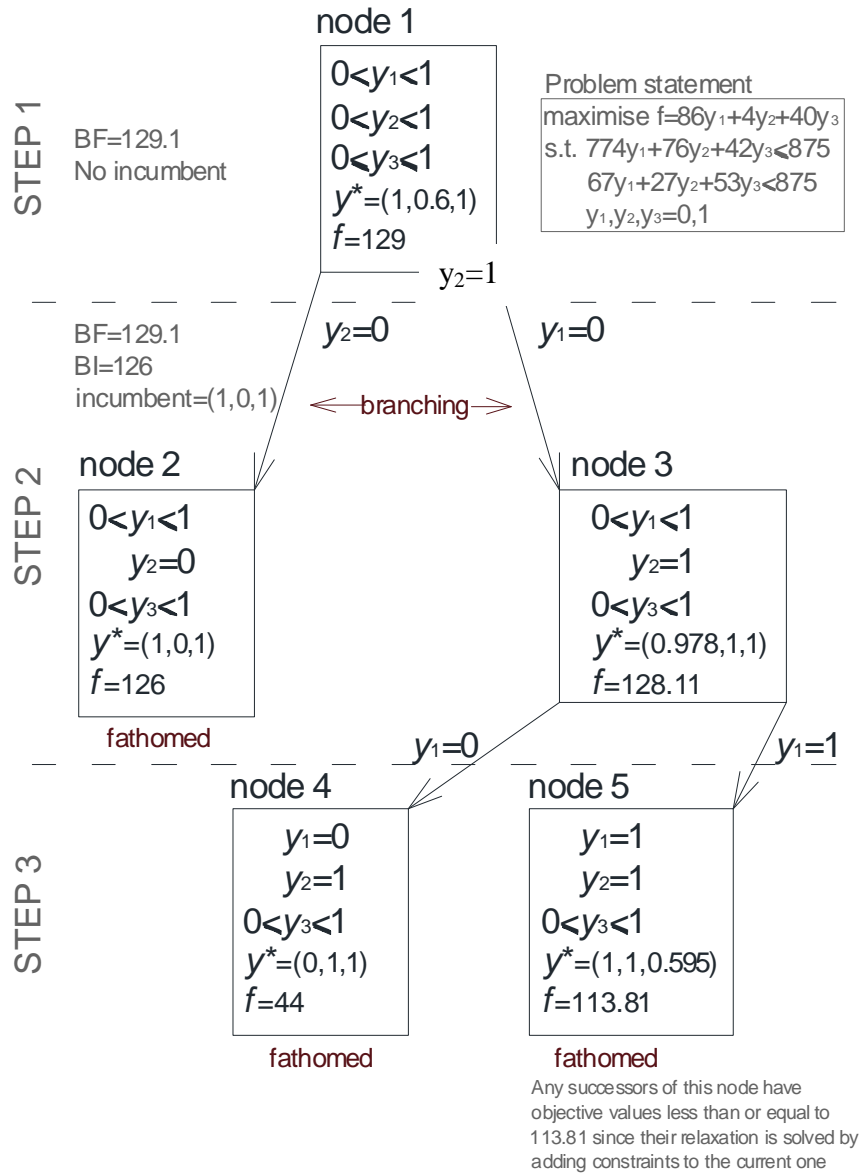 node 1
STEP 1
BF=129.1
No incumbent
0<y1<1
0<y2<1
0<y3<1
y*=(1,0.6,1)
f=129
Problem statement
maximise f=86y1+4y2+40y3
s.t. 774y1+76y2+42y3<875
67y1+27y2+53y3<875
y1,y2,y3=0,1
y2=1
STEP 2
BF=129.1
BI=126
incumbent=(1,0,1)
y2=0
y1=0
branching
node 2
0<y1<1
y2=0
0<y3<1
y*=(1,0,1)
f=126
fathomed
node 3
0<y1<1
y2=1
0<y3<1
y*=(0.978,1,1)
f=128.11
y1=0
y1=1
STEP 3
node 4
y1=0
y2=1
0<y3<1
y*=(0,1,1)
f=44
fathomed
node 5
y1=1
y2=1
0<y3<1
y*=(1,1,0.595)
f=113.81
fathomed
Any successors of this node have
objective values less than or equal to
113.81 since their relaxation is solved by
adding constraints to the current one